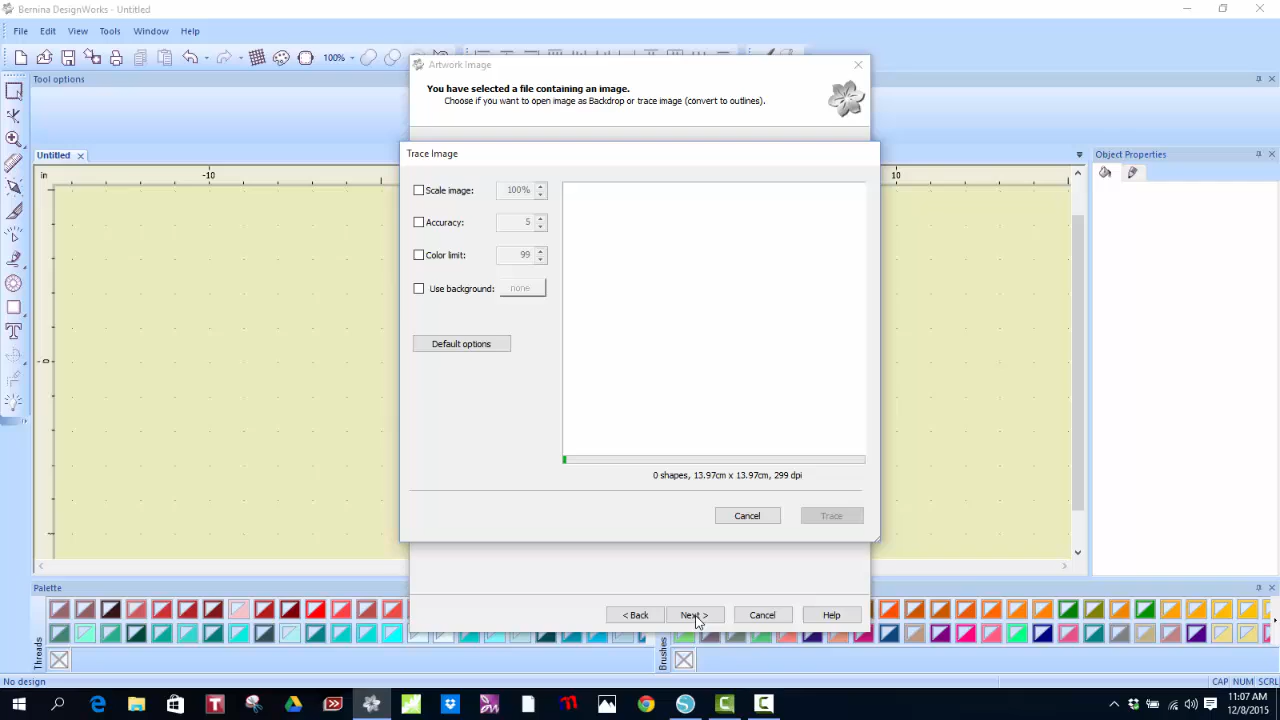 Bernina DesignWorks - Untitled
File Edit View Tools Window Help
100%
Tool options
Artwork Image
You have selected a file containing an image.
Choose if you want to open image as Backdrop or trace image (convert to outlines).
Untitled
Object Properties
in
-10
10
0
Trace Image
Scale image: 100%
Accuracy: 5
Color limit: 99
Use background: none
Default options
0 shapes, 13.97cm x 13.97cm, 299 dpi
Cancel Trace
Palette
< Back Next > Cancel Help
Threads
Brushes
No design
CAP NUM SCRL
11:07 AM
12/8/2015